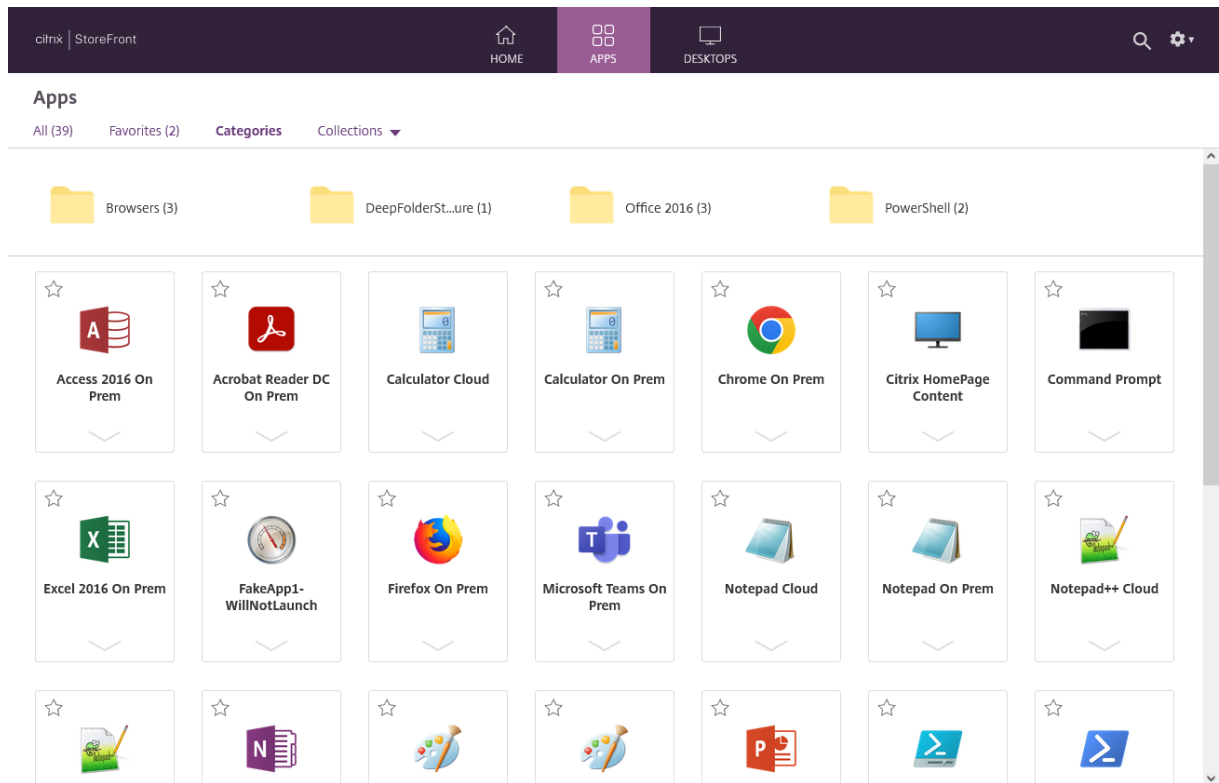 citrix | StoreFront
HOME
APPS
DESKTOPS
Apps
All (39)
Favorites (2)
Categories
Collections
Browsers (3)
DeepFolderSt...ure (1)
Office 2016 (3)
PowerShell (2)
Access 2016 On
Prem
Acrobat Reader DC
On Prem
Calculator Cloud
Calculator On Prem
Chrome On Prem
Citrix HomePage
Content
Command Prompt
Excel 2016 On Prem
FakeApp1-
WillNotLaunch
Firefox On Prem
Microsoft Teams On
Prem
Notepad Cloud
Notepad On Prem
Notepad++ Cloud